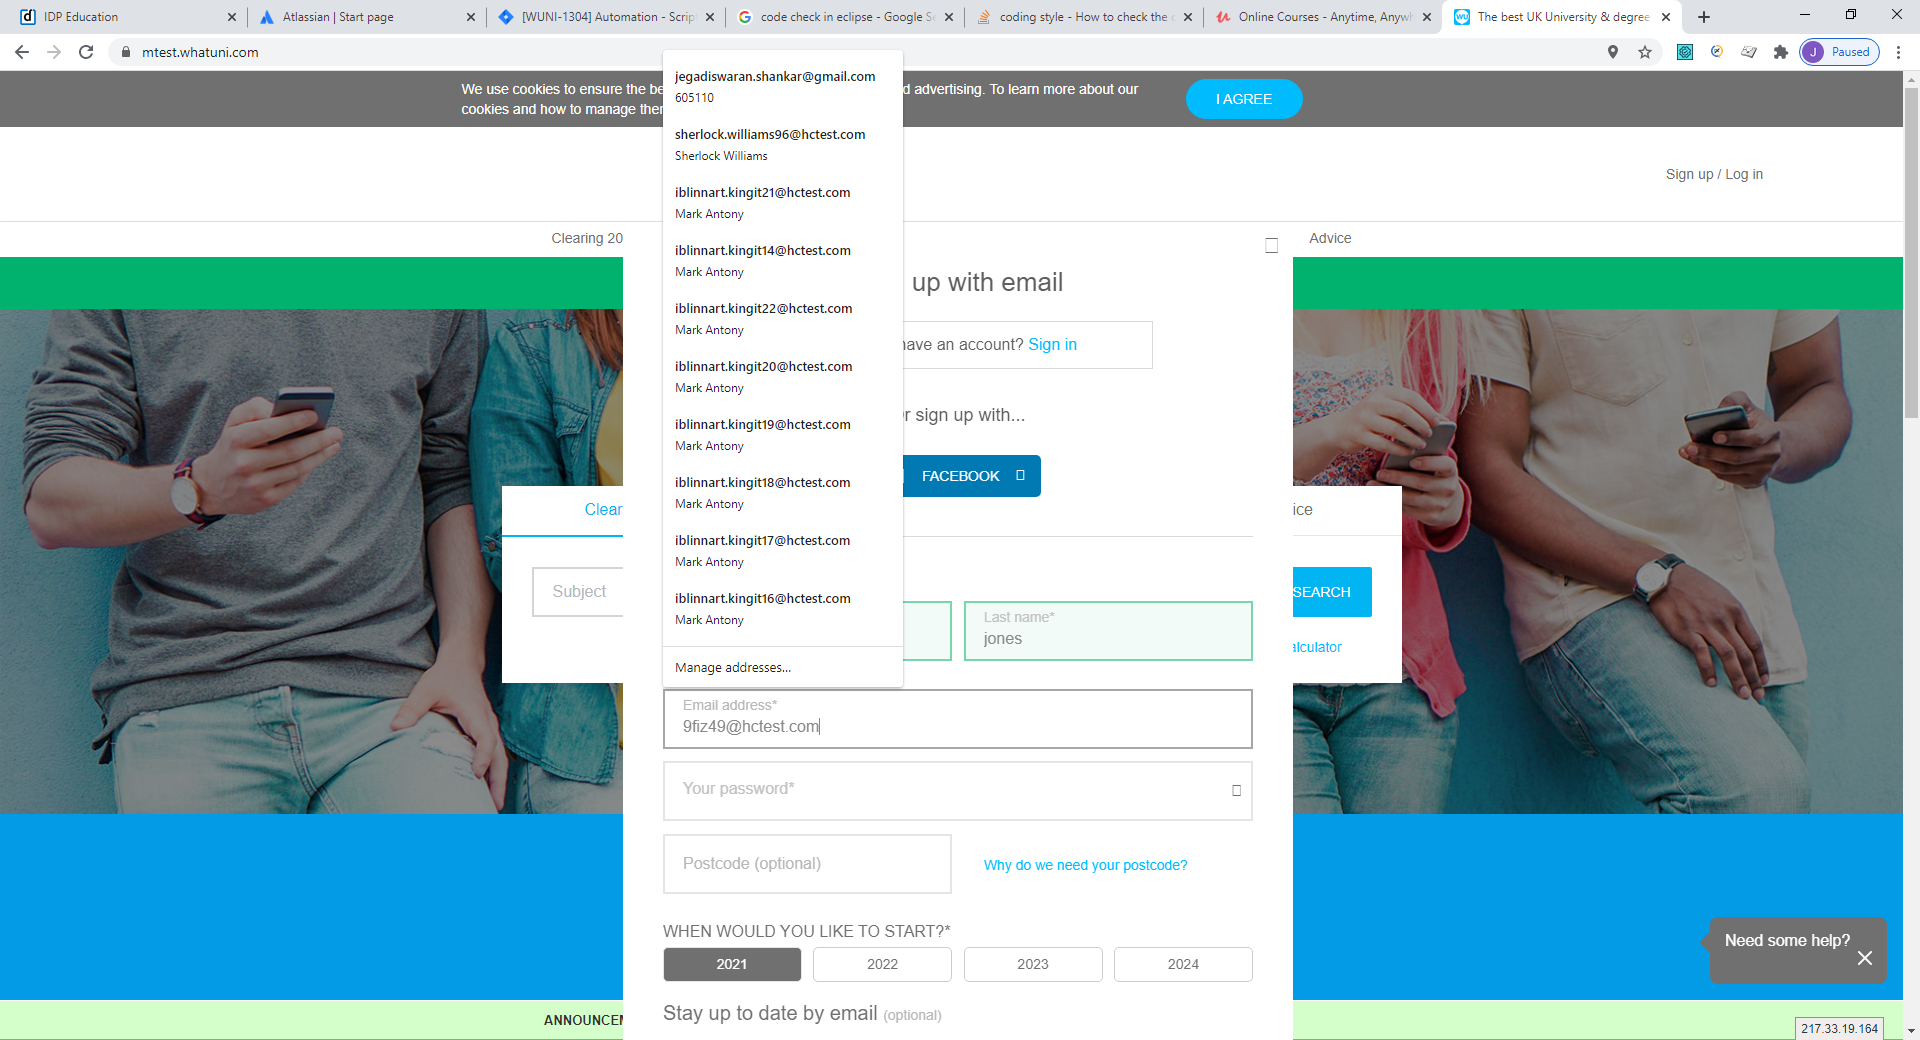 IDP Education
Atlassian | Start page
[WUNI-1304] Automation - Scrip
code check in eclipse - Google Se
coding style - How to check the c
Online Courses - Anytime, Anywh
The best UK University & degree
mtest.whatuni.com
J Paused
We use cookies to ensure the be
d advertising. To learn more about our
cookies and how to manage ther
I AGREE
Sign up / Log in
Clearing 20
Advice
jegadiswaran.shankar@gmail.com
605110
sherlock.williams96@hctest.com
Sherlock Williams
iblinnart.kingit21@hctest.com
Mark Antony
iblinnart.kingit14@hctest.com
Mark Antony
iblinnart.kingit22@hctest.com
Mark Antony
iblinnart.kingit20@hctest.com
Mark Antony
iblinnart.kingit19@hctest.com
Mark Antony
iblinnart.kingit18@hctest.com
Mark Antony
iblinnart.kingit17@hctest.com
Mark Antony
iblinnart.kingit16@hctest.com
Mark Antony
Manage addresses...
up with email
have an account? Sign in
Or sign up with...
FACEBOOK
Clear
ice
Subject
SEARCH
alculator
Last name*
jones
Email address*
9fiz49@hctest.com
Your password*
Postcode (optional)
Why do we need your postcode?
WHEN WOULD YOU LIKE TO START?*
2021
2022
2023
2024
Stay up to date by email (optional)
Need some help?
ANNOUNCEM
217.33.19.164